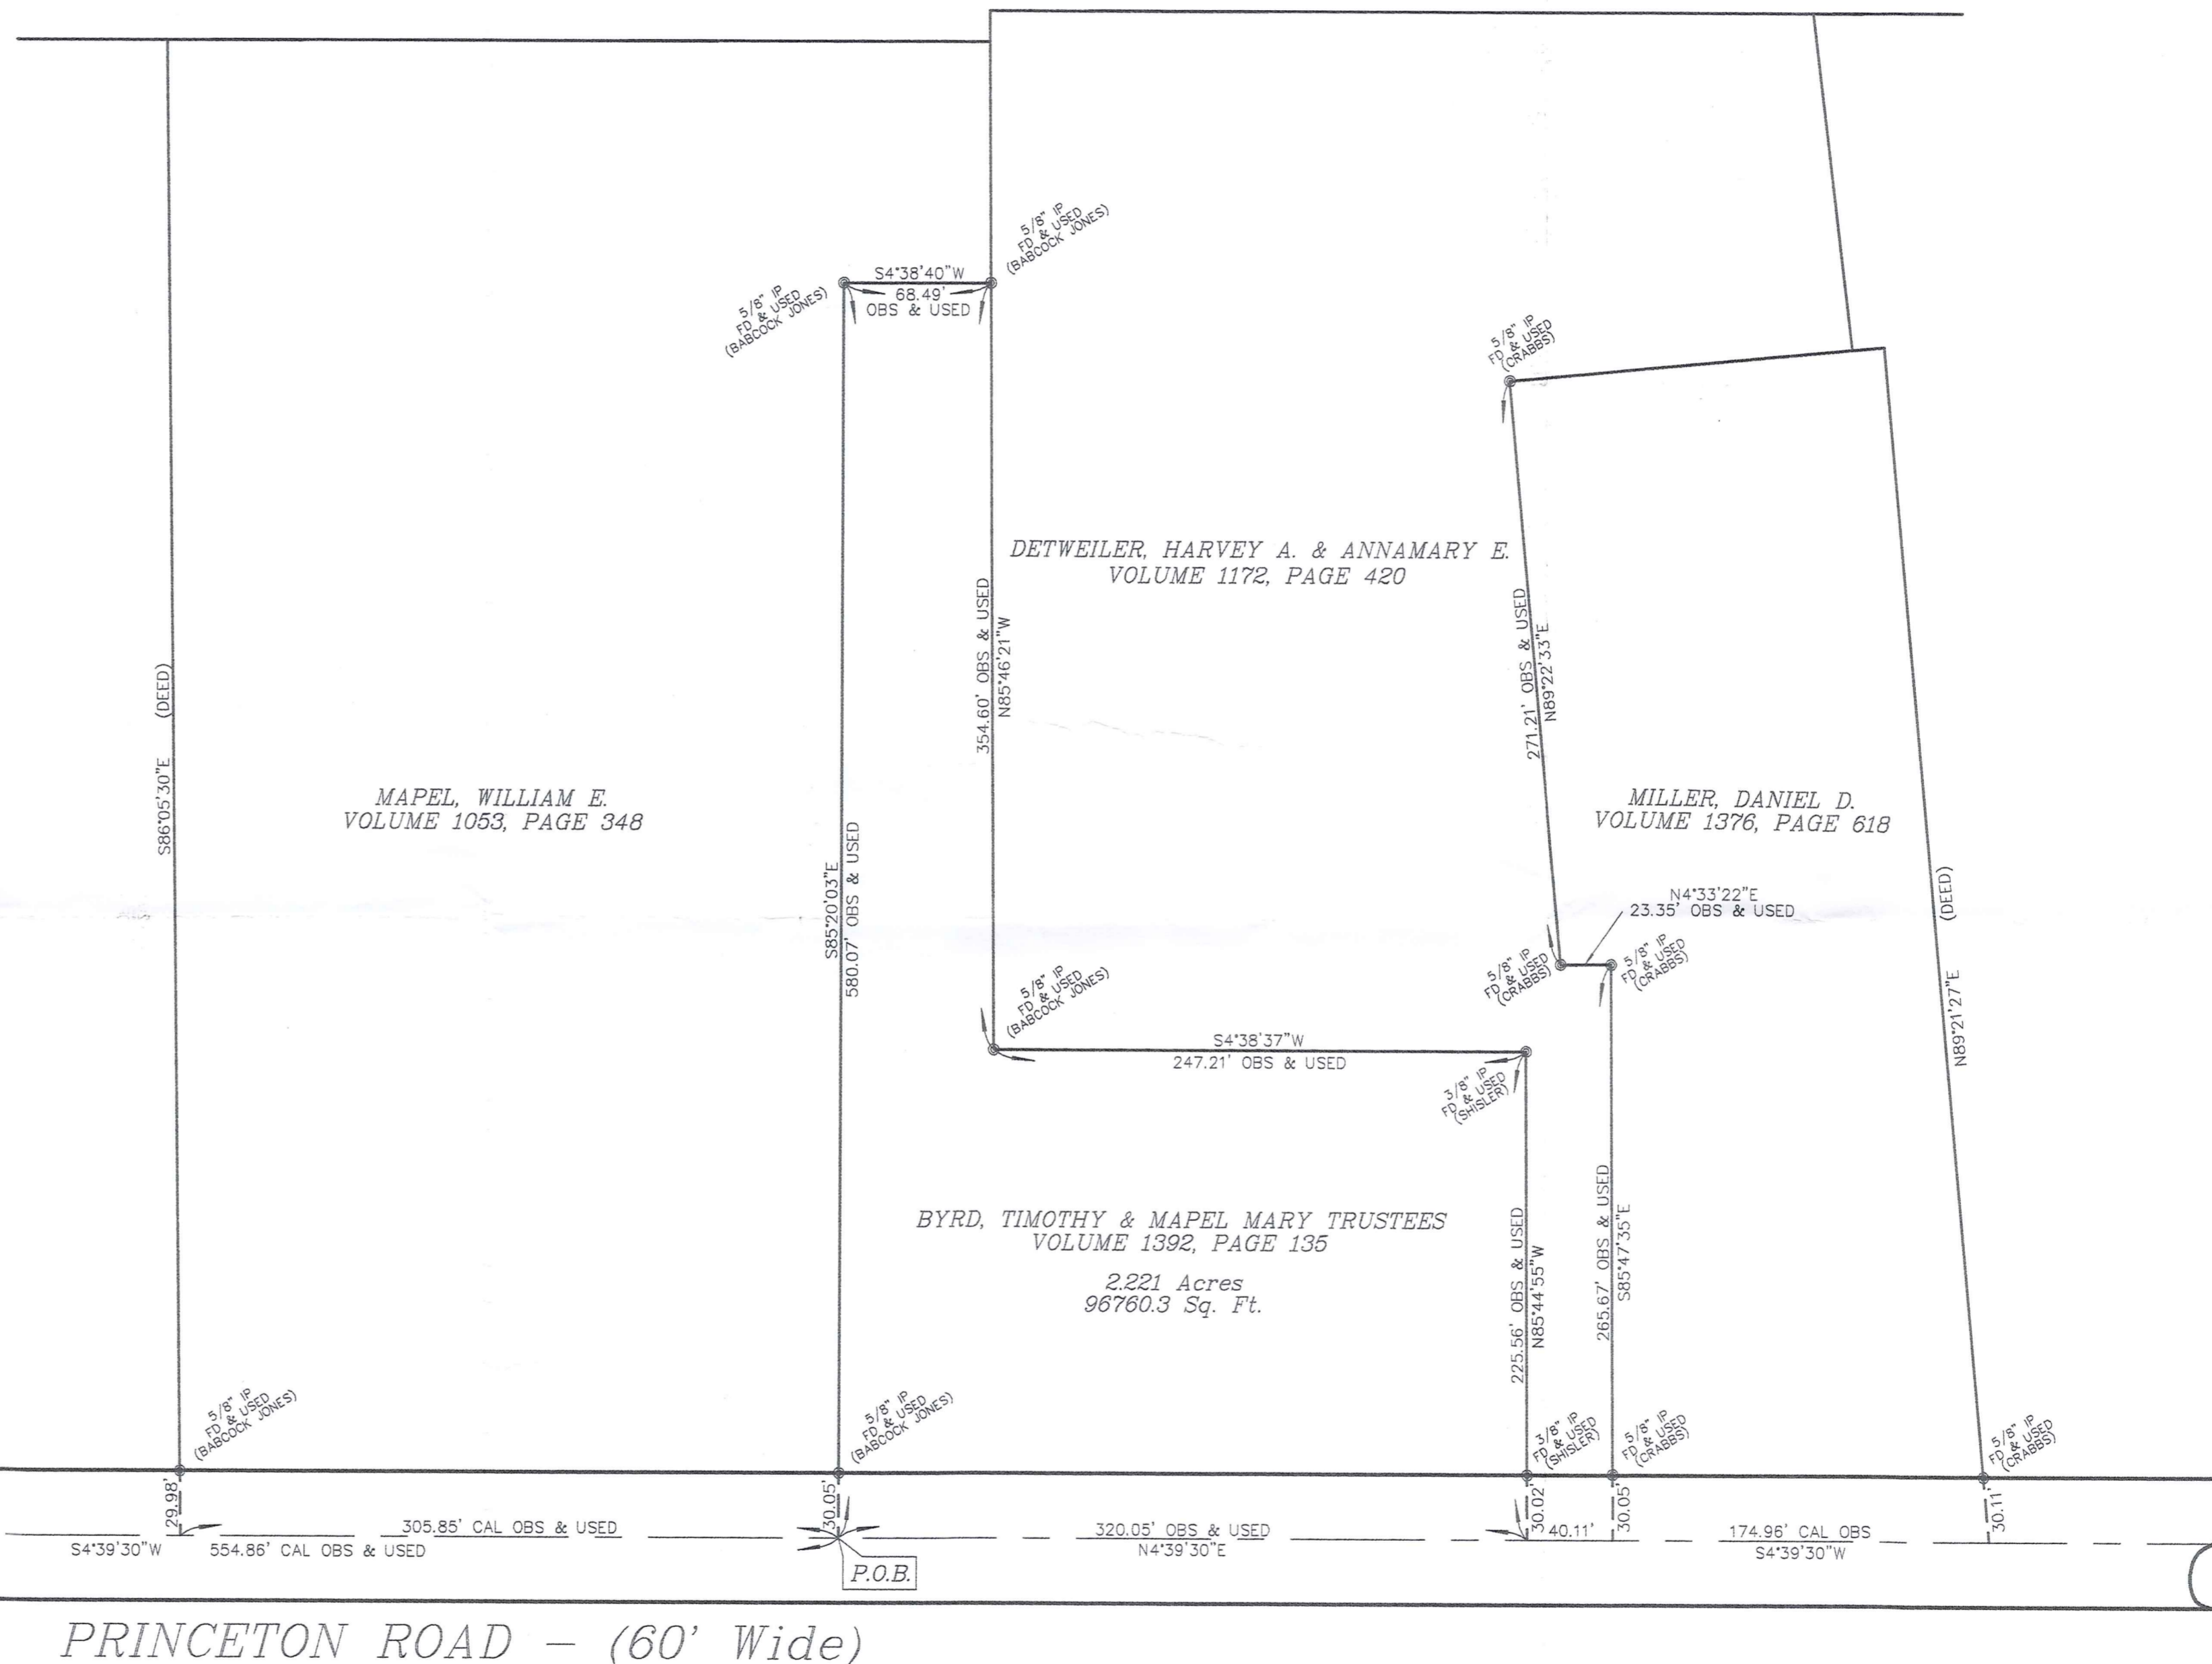 5/8" IP
FD & USED
(BABCOCK JONES)
S4°38'40"W
68.49'
OBS & USED
5/8" IP
FD & USED
(BABCOCK JONES)
5/8" IP
FD & USED
(CRABBS)
DETWEILER, HARVEY A. & ANNAMARY E.
VOLUME 1172, PAGE 420
354.60' OBS & USED
N85°46'21"W
271.21' OBS & USED
N89°22'33"E
S86°05'30"E (DEED)
MAPEL, WILLIAM E.
VOLUME 1053, PAGE 348
MILLER, DANIEL D.
VOLUME 1376, PAGE 618
S85°20'03"E
580.07' OBS & USED
N4°33'22"E
23.35' OBS & USED
N89°21'27"E (DEED)
5/8" IP
FD & USED
(BABCOCK JONES)
5/8" IP
FD & USED
(CRABBS)
5/8" IP
FD & USED
(CRABBS)
S4°38'37"W
247.21' OBS & USED
3/8" IP
FD & USED
(SHISLER)
BYRD, TIMOTHY & MAPEL MARY TRUSTEES
VOLUME 1392, PAGE 135
2.221 Acres
96760.3 Sq. Ft.
225.56' OBS & USED
N85°44'55"W
265.67' OBS & USED
S85°47'35"E
5/8" IP
FD & USED
(BABCOCK JONES)
5/8" IP
FD & USED
(BABCOCK JONES)
3/8" IP
FD & USED
(SHISLER)
5/8" IP
FD & USED
(CRABBS)
5/8" IP
FD & USED
(CRABBS)
29.98'
30.05'
30.02'
30.05'
30.11'
305.85' CAL OBS & USED
320.05' OBS & USED
40.11'
174.96' CAL OBS
S4°39'30"W
554.86' CAL OBS & USED
N4°39'30"E
S4°39'30"W
P.O.B.
PRINCETON ROAD - (60' Wide)